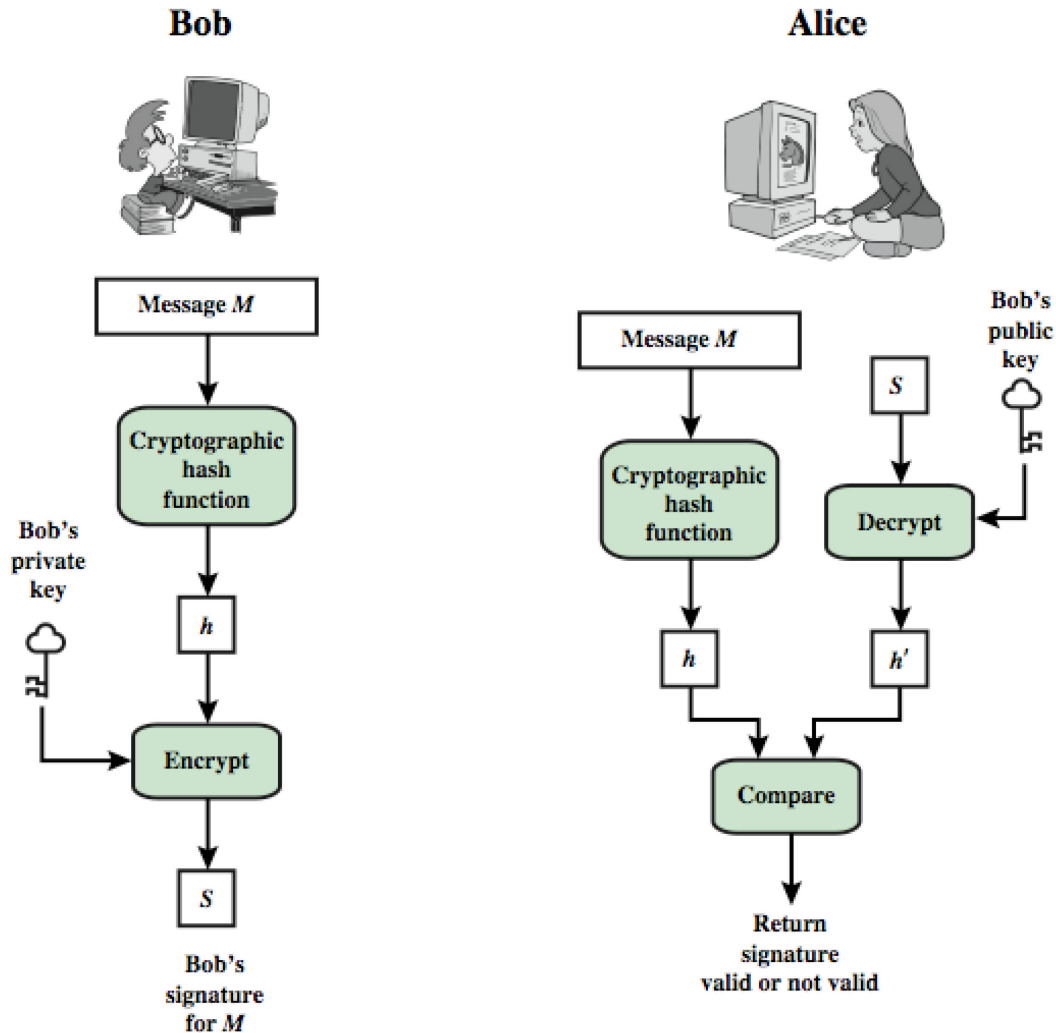 Bob
Message M
Cryptographic
hash
function
Bob's
private
key
h
Encrypt
S
Bob's
signature
for M
Alice
Message M
Bob's
public
key
S
Cryptographic
hash
function
Decrypt
h
h'
Compare
Return
signature
valid or not valid